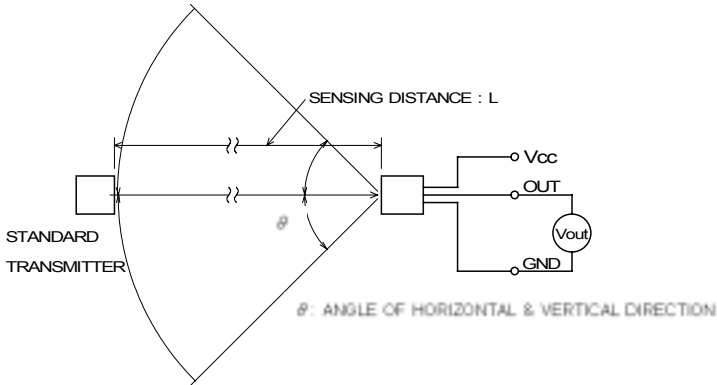 SENSING DISTANCE : L
Vcc
OUT
Vout
GND
STANDARD
TRANSMITTER
θ
θ: ANGLE OF HORIZONTAL & VERTICAL DIRECTION